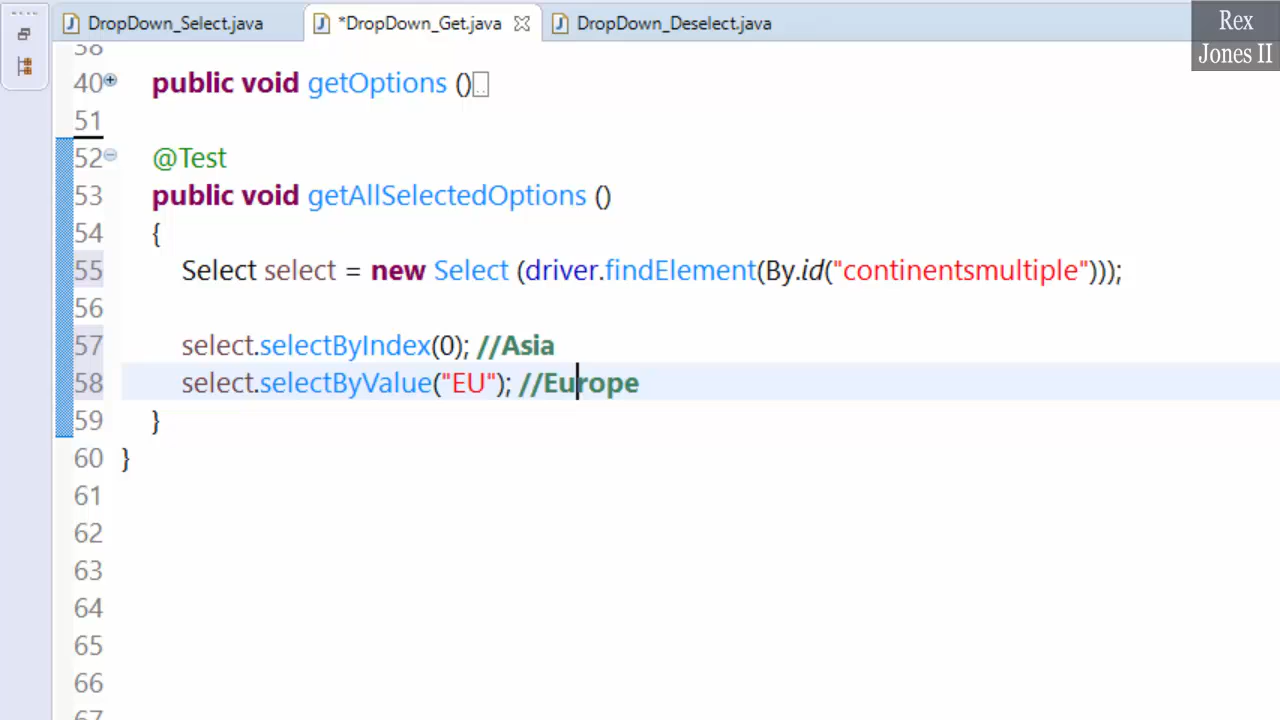 DropDown_Select.java
*DropDown_Get.java
DropDown_Deselect.java
Rex
Jones II
38
40 public void getOptions ()
51
52 @Test
53 public void getAllSelectedOptions ()
54 {
55 Select select = new Select (driver.findElement(By.id("continentsmultiple")));
56
57 select.selectByIndex(0); //Asia
58 select.selectByValue("EU"); //Europe
59 }
60 }
61
62
63
64
65
66
67